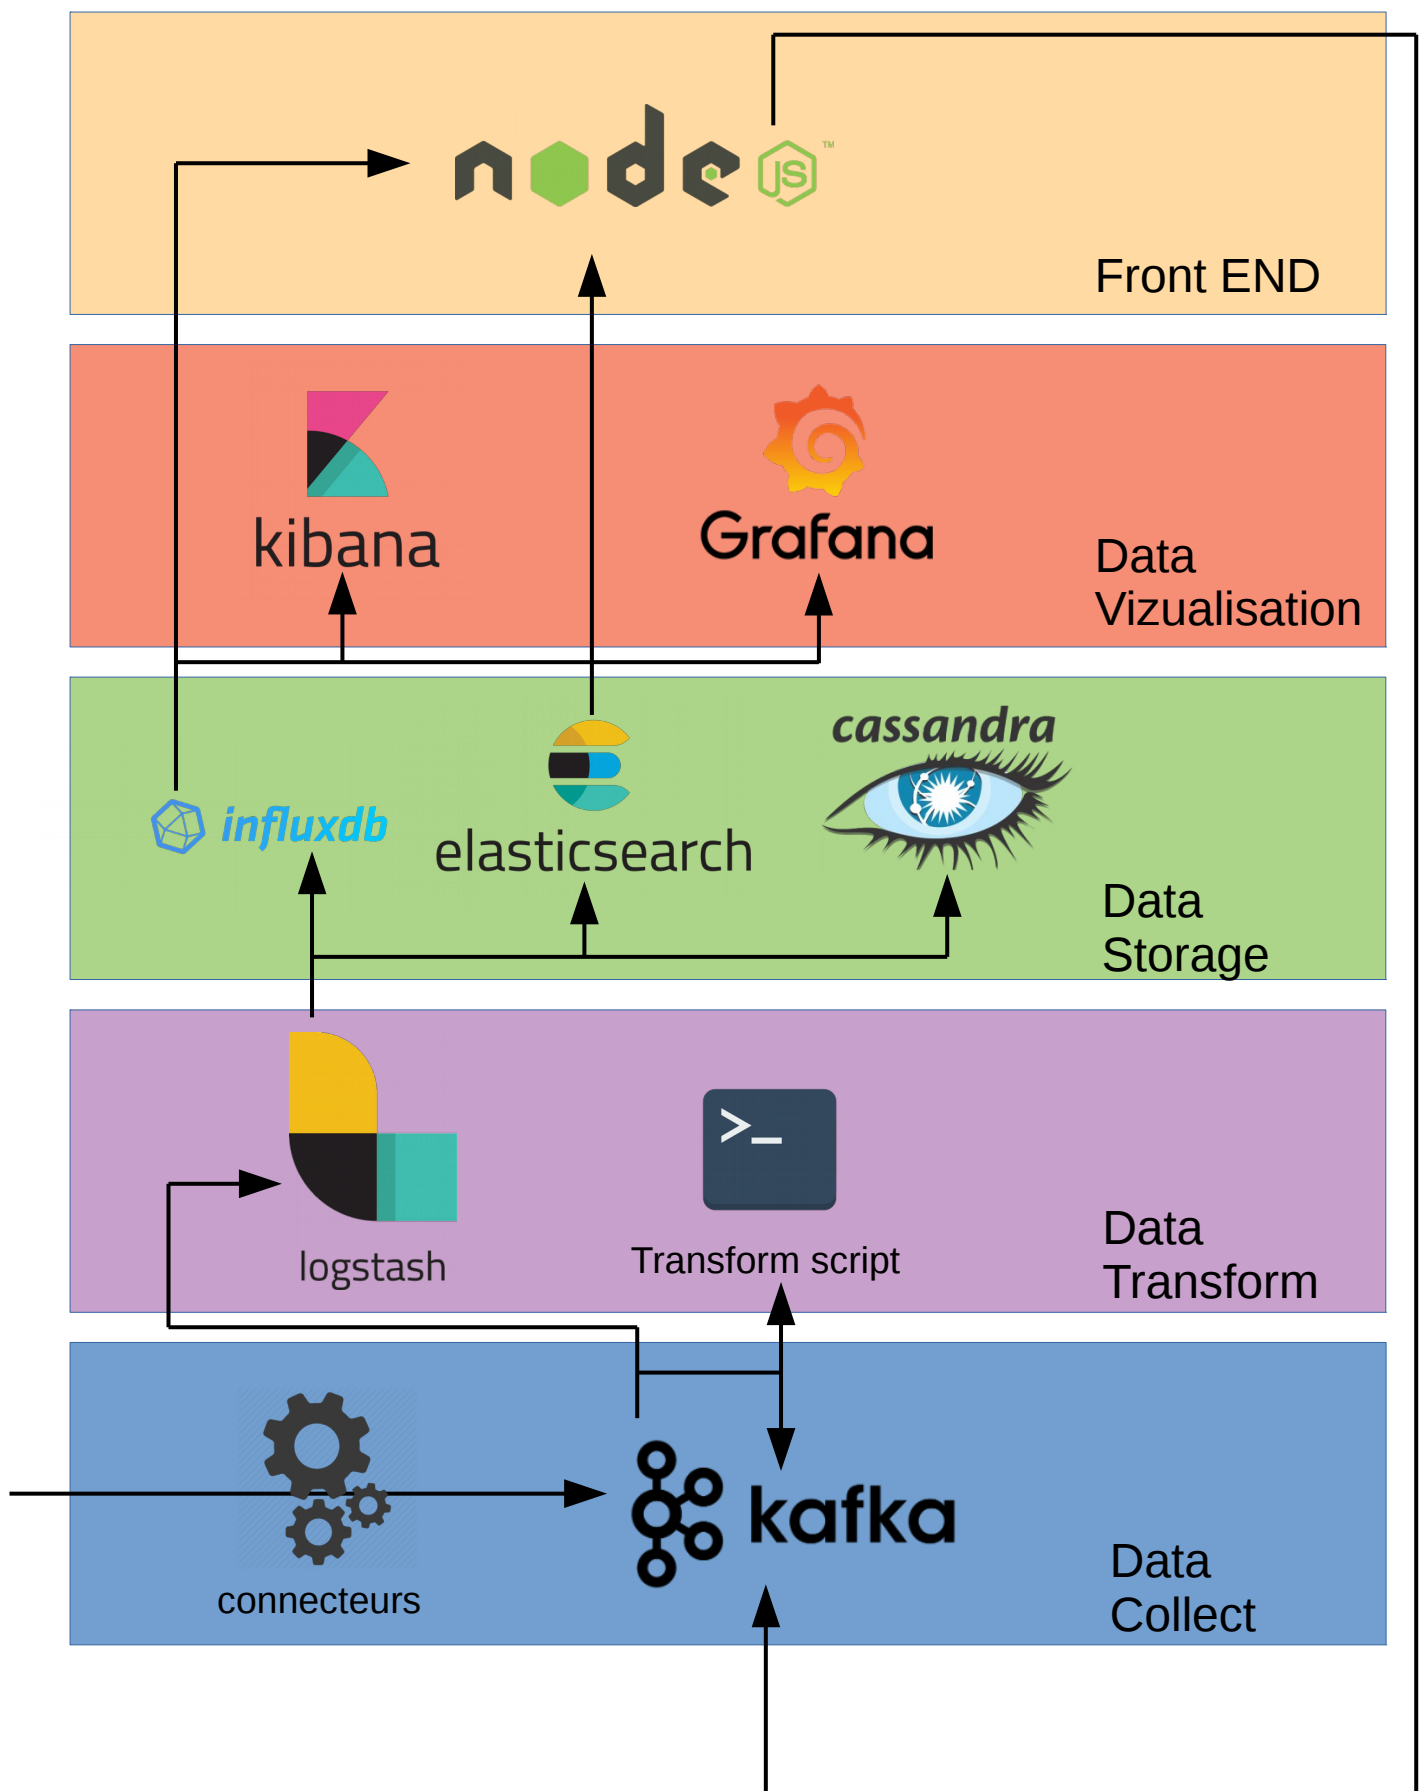 node
JS
TM
Front END
kibana
Grafana
Data
Vizualisation
influxdb
elasticsearch
cassandra
Data
Storage
>_
logstash
Transform script
Data
Transform
connecteurs
kafka
Data
Collect